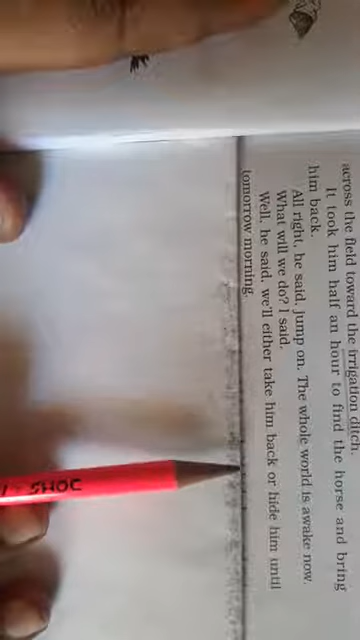 across the field toward the irrigation ditch.
It took him half an hour to find the horse and bring
him back.
All right, he said, jump on. The whole world is awake now.
What will we do? I said.
Well, he said, we'll either take him back or hide him until
tomorrow morning.
JOHS